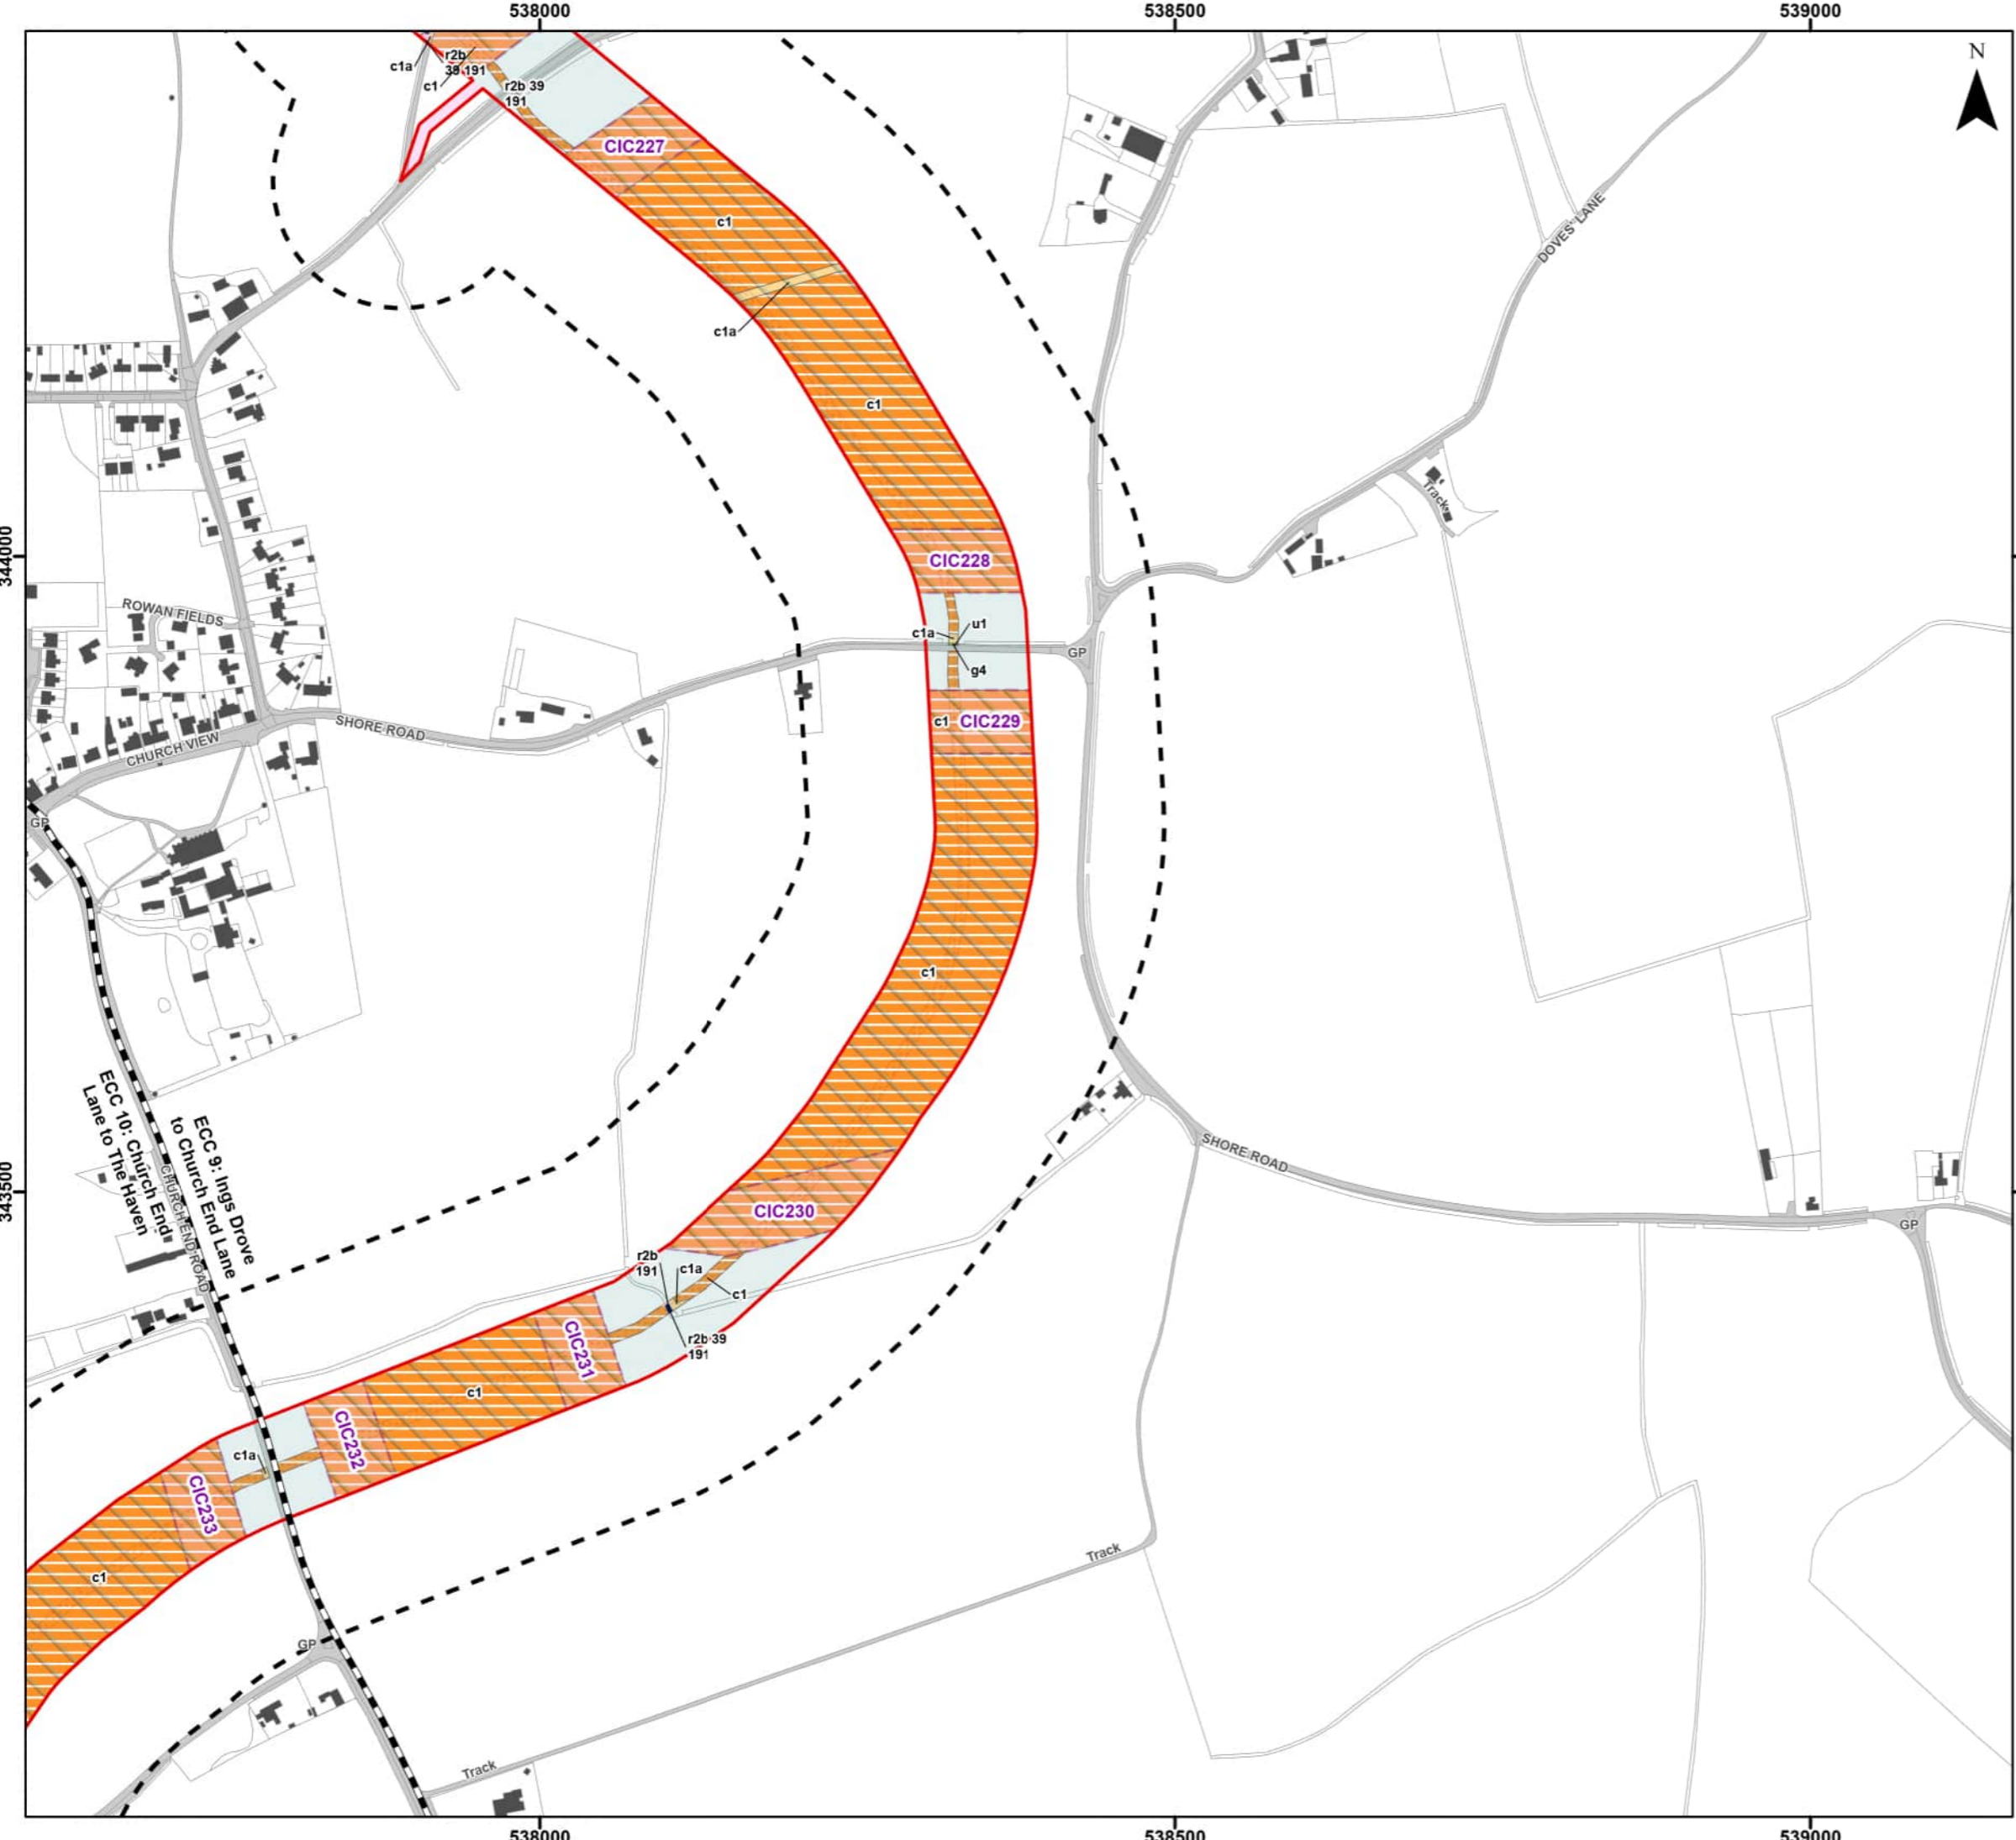 538000
538500
539000
N
c1a
r2b
39 191
c1
r2b 39
191
CIC227
c1
c1a
c1
DOVES' LANE
Track
344000
CIC228
ROWAN FIELDS
c1a
u1
g4
GP
SHORE ROAD
CHURCH VIEW
c1
CIC229
GP
c1
ECC 10: Church End
Lane to The Haven
ECC 9: Ings Drove
to Church End Lane
CHURCH END ROAD
SHORE ROAD
343500
CIC230
GP
r2b
191
c1a
c1
r2b 39
191
CIC231
c1
CIC232
c1a
CIC233
c1
Track
GP
Track
538000
538500
539000